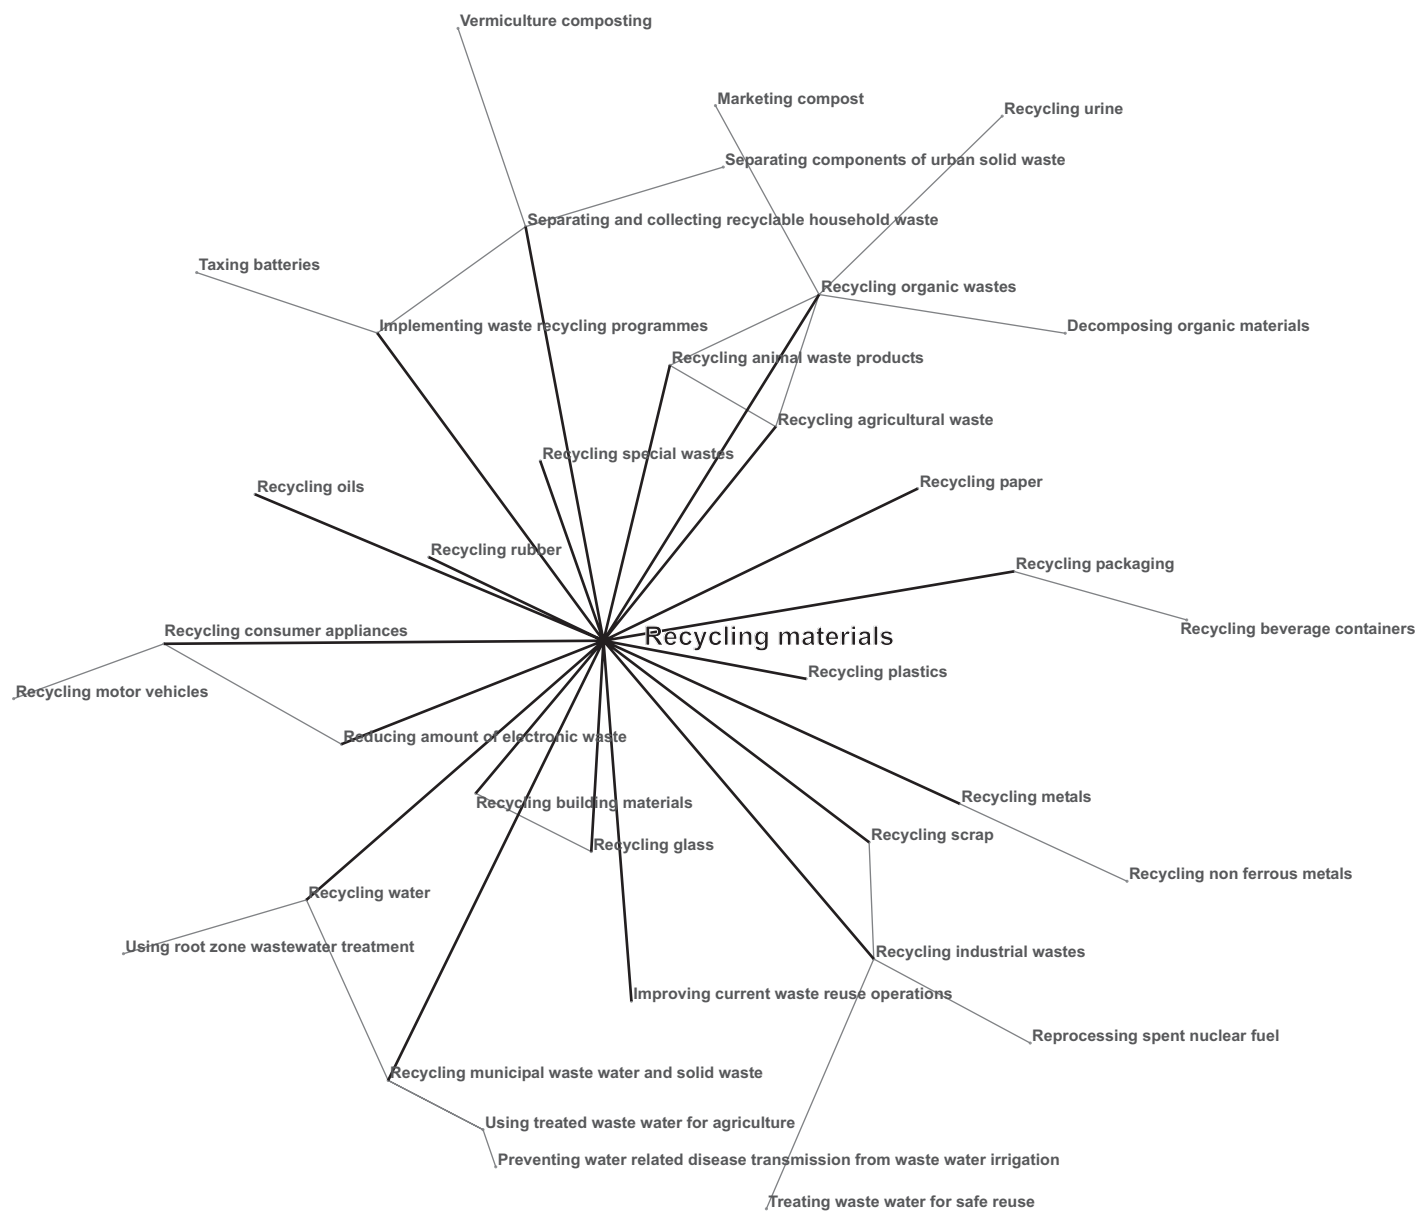 Vermiculture composting
Marketing compost
Recycling urine
Separating components of urban solid waste
Separating and collecting recyclable household waste
Taxing batteries
Recycling organic wastes
Implementing waste recycling programmes
Decomposing organic materials
Recycling animal waste products
Recycling agricultural waste
Recycling special wastes
Recycling oils
Recycling paper
Recycling rubber
Recycling packaging
Recycling consumer appliances
Recycling materials
Recycling beverage containers
Recycling plastics
Recycling motor vehicles
Reducing amount of electronic waste
Recycling building materials
Recycling metals
Recycling scrap
Recycling glass
Recycling non ferrous metals
Recycling water
Using root zone wastewater treatment
Recycling industrial wastes
Improving current waste reuse operations
Reprocessing spent nuclear fuel
Recycling municipal waste water and solid waste
Using treated waste water for agriculture
Preventing water related disease transmission from waste water irrigation
Treating waste water for safe reuse